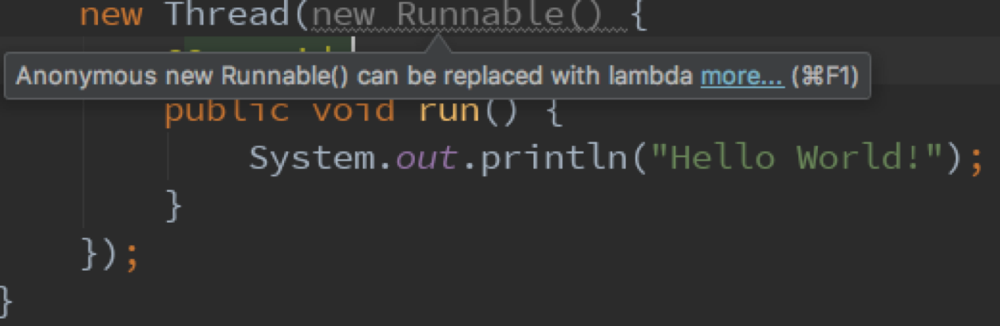 new Thread(new Runnable() {
Anonymous new Runnable() can be replaced with lambda more... (⌘F1)
public void run() {
System.out.println("Hello World!");
}
});
}